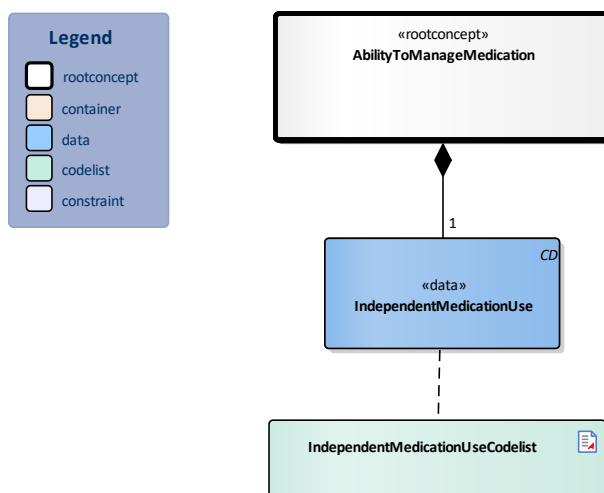 Legend
rootconcept
container
data
codelist
constraint
«rootconcept»
AbilityToManageMedication
1
CD
«data»
IndependentMedicationUse
IndependentMedicationUseCodelist